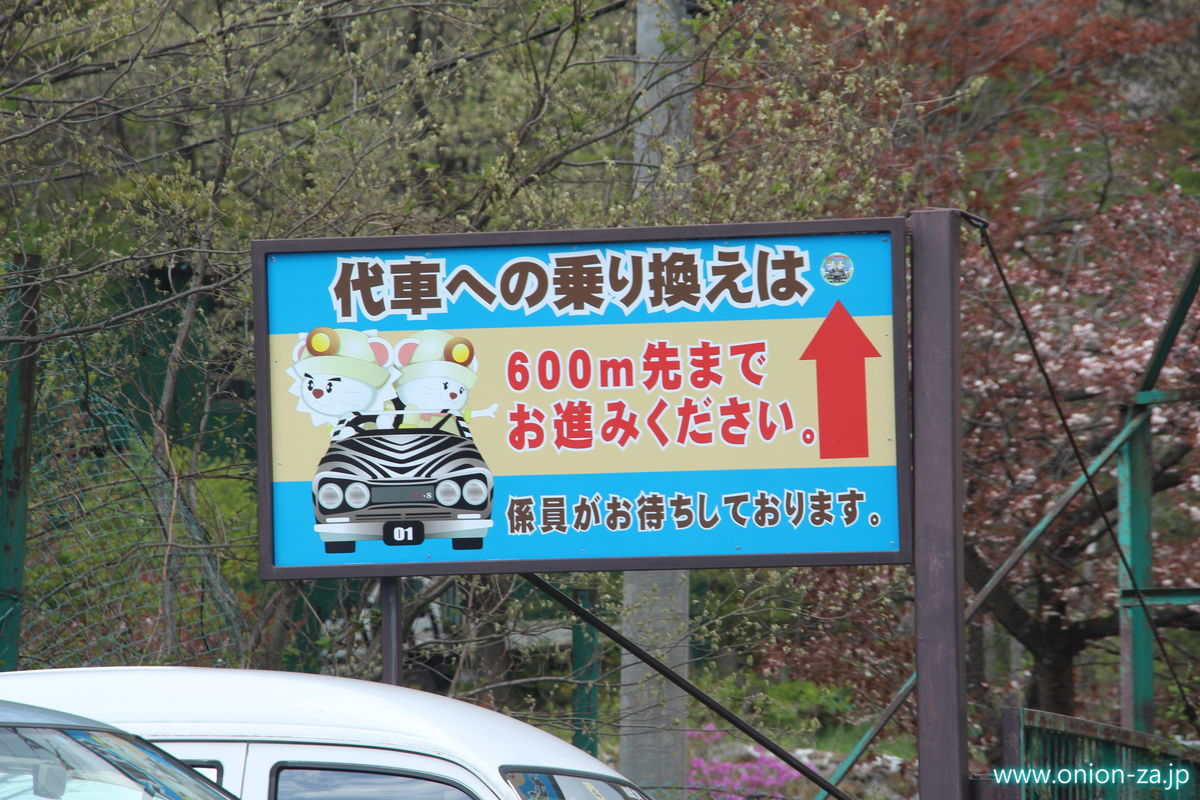 代車への乗り換えは
600m先まで
お進みください。
係員がお待ちしております。
01
www.onion-za.jp